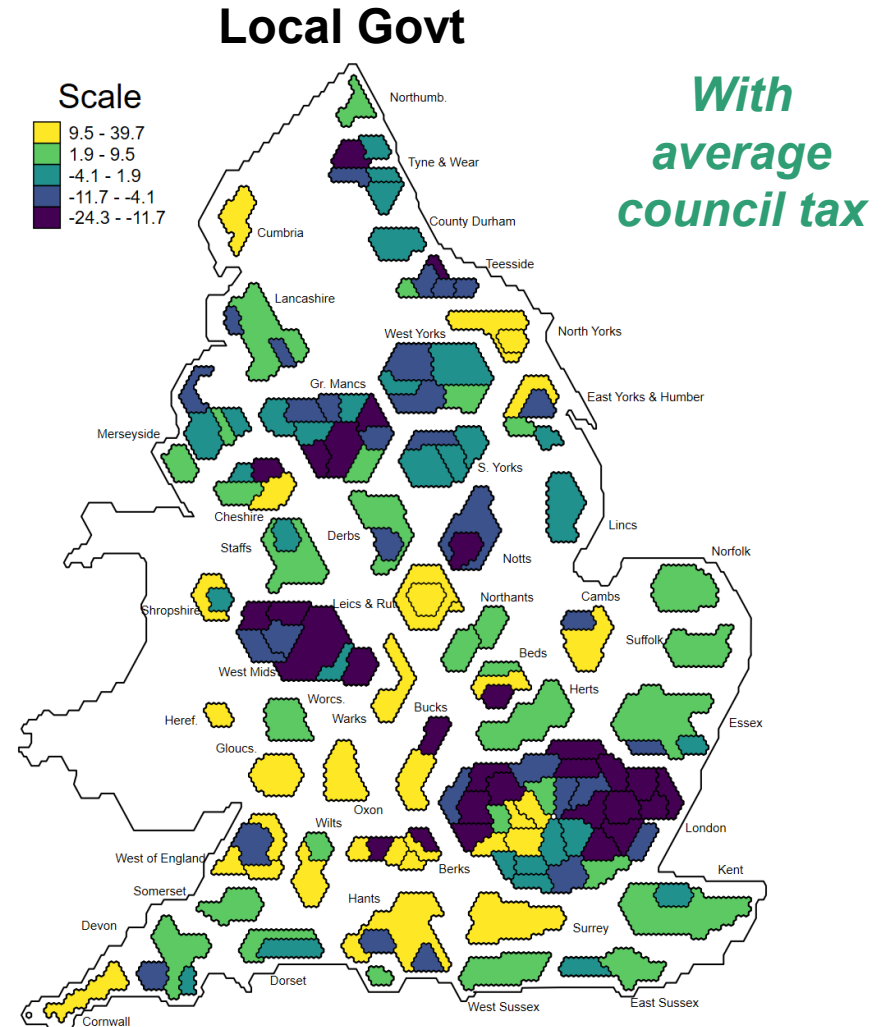 Local Govt
Scale
9.5 - 39.7
1.9 - 9.5
-4.1 - 1.9
-11.7 - -4.1
-24.3 - -11.7
With
average
council tax
Northumb.
Tyne & Wear
County Durham
Cumbria
Teesside
Lancashire
North Yorks
West Yorks
Gr. Mancs
East Yorks & Humber
Merseyside
S. Yorks
Cheshire
Lincs
Staffs
Derbs
Notts
Norfolk
Shropshire
Leics & Rut
Northants
Cambs
Suffolk
West Mids
Beds
Worcs.
Herts
Heref.
Warks
Bucks
Essex
Gloucs.
Oxon
Wilts
London
West of England
Berks
Kent
Somerset
Hants
Devon
Surrey
Dorset
West Sussex
East Sussex
Cornwall